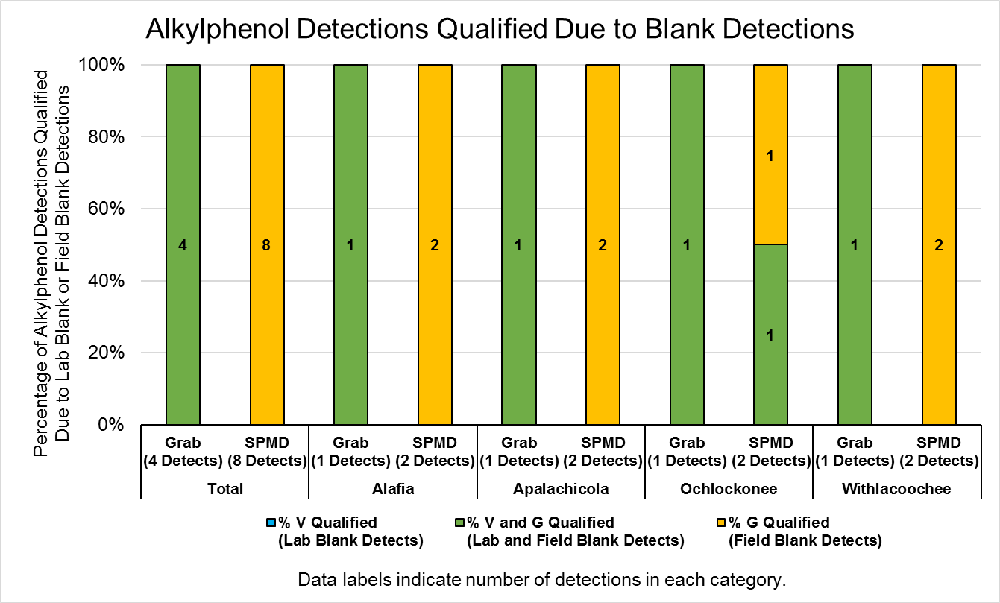 Alkylphenol Detections Qualified Due to Blank Detections
Percentage of Alkylphenol Detections Qualified
Due to Lab Blank or Field Blank Detections
100%
80%
60%
40%
20%
0%
4
8
1
2
1
2
1
1
1
1
2
Grab
(4 Detects)
SPMD
(8 Detects)
Grab
(1 Detects)
SPMD
(2 Detects)
Grab
(1 Detects)
SPMD
(2 Detects)
Grab
(1 Detects)
SPMD
(2 Detects)
Grab
(1 Detects)
SPMD
(2 Detects)
Total
Alafia
Apalachicola
Ochlockonee
Withlacoochee
% V Qualified
(Lab Blank Detects)
% V and G Qualified
(Lab and Field Blank Detects)
% G Qualified
(Field Blank Detects)
Data labels indicate number of detections in each category.